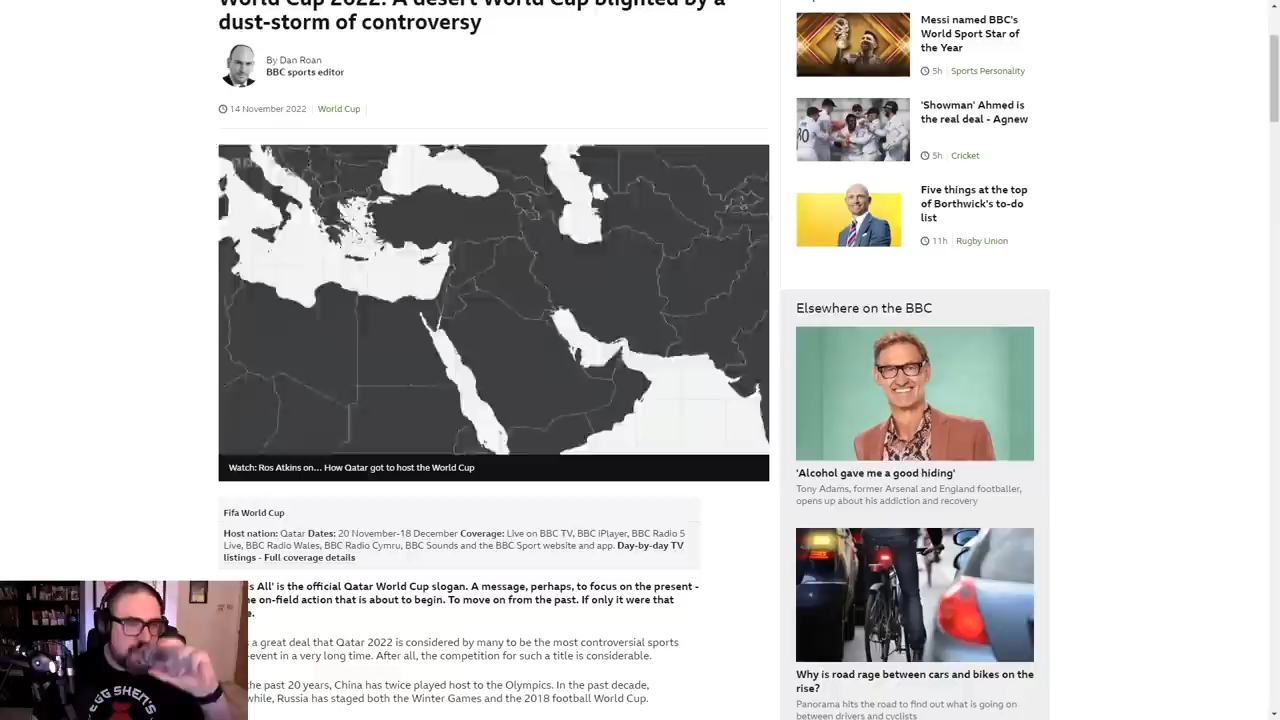 World Cup 2022: A desert World Cup blighted by a
dust-storm of controversy
By Dan Roan
BBC sports editor
14 November 2022
World Cup
Watch: Ros Atkins on... How Qatar got to host the World Cup
Fifa World Cup
Host nation: Qatar Dates: 20 November-18 December Coverage: Live on BBC TV, BBC iPlayer, BBC Radio 5
Live, BBC Radio Wales, BBC Radio Cymru, BBC Sounds and the BBC Sport website and app. Day-by-day TV
listings - Full coverage details
s All' is the official Qatar World Cup slogan. A message, perhaps, to focus on the present -
e on-field action that is about to begin. To move on from the past. If only it were that
e.
s a great deal that Qatar 2022 is considered by many to be the most controversial sports
-event in a very long time. After all, the competition for such a title is considerable.
he past 20 years, China has twice played host to the Olympics. In the past decade,
while, Russia has staged both the Winter Games and the 2018 football World Cup.
Messi named BBC's
World Sport Star of
the Year
5h
Sports Personality
'Showman' Ahmed is
the real deal - Agnew
5h
Cricket
Five things at the top
of Borthwick's to-do
list
11h
Rugby Union
Elsewhere on the BBC
'Alcohol gave me a good hiding'
Tony Adams, former Arsenal and England footballer,
opens up about his addiction and recovery
Why is road rage between cars and bikes on the
rise?
Panorama hits the road to find out what is going on
between drivers and cyclists
EG SHEN'S